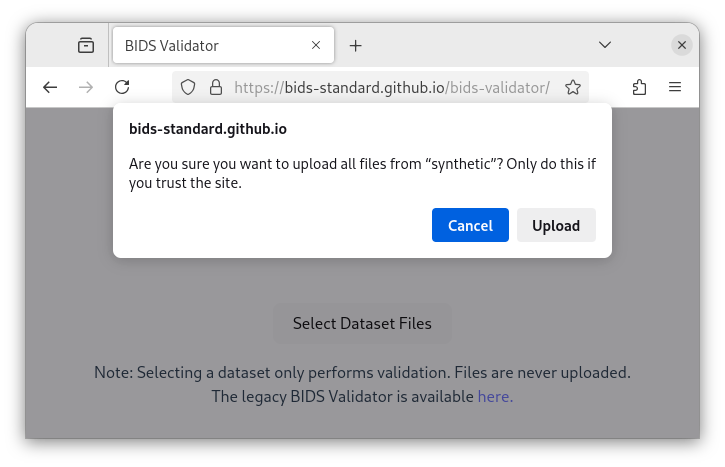 BIDS Validator
https://bids-standard.github.io/bids-validator/
bids-standard.github.io
Are you sure you want to upload all files from “synthetic”? Only do this if
you trust the site.
Cancel Upload
Select Dataset Files
Note: Selecting a dataset only performs validation. Files are never uploaded.
The legacy BIDS Validator is available here.